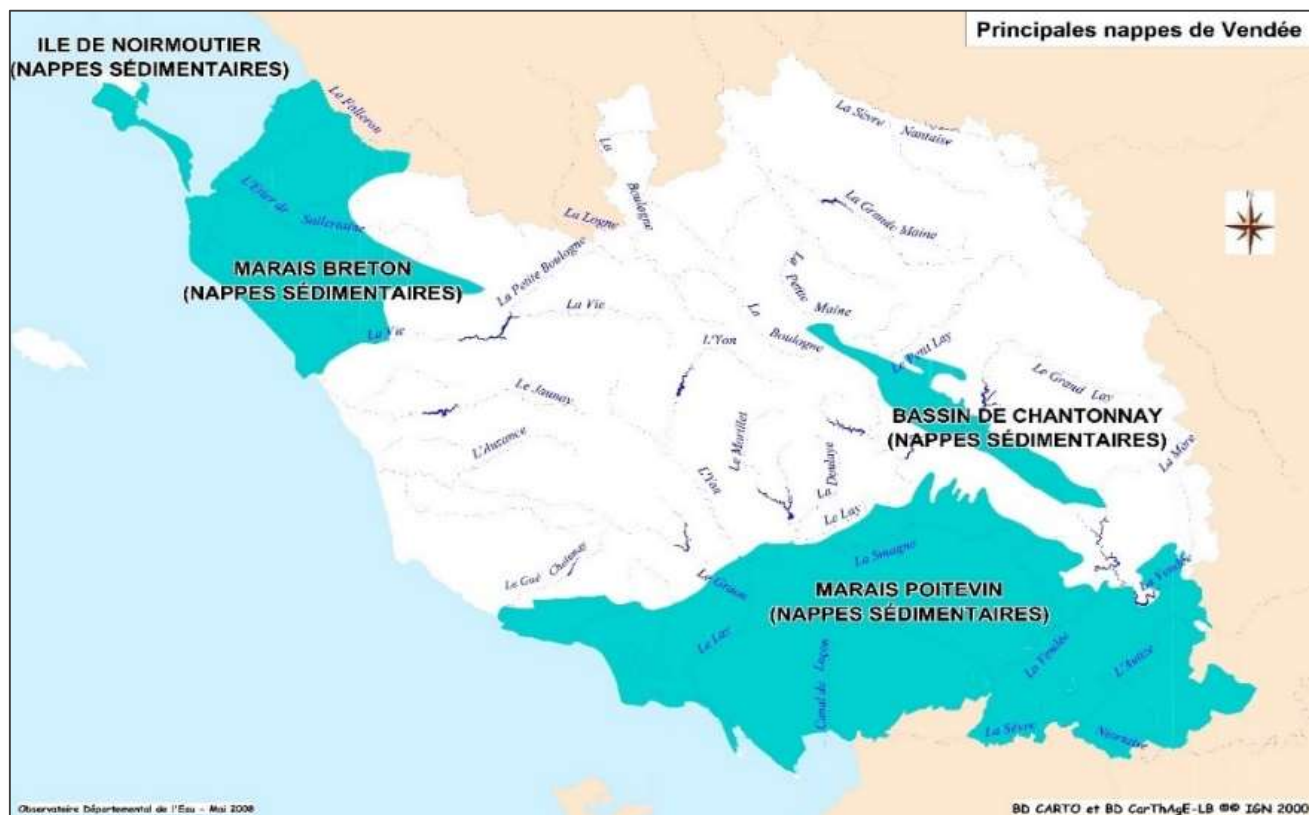 Principales nappes de Vendée
ILE DE NOIRMOUTIER
(NAPPES SÉDIMENTAIRES)
Le Falleron
La Sèvre Nantaise
La Boulogne
L'Etier de Sallertaine
La Logne
La Grande Maine
MARAIS BRETON
(NAPPES SÉDIMENTAIRES)
La Petite Boulogne
La Petite Maine
La Vie
La Vie
La Boulogne
L'Yon
Le Petit Lay
Le Jaunay
Le Grand Lay
BASSIN DE CHANTONNAY
(NAPPES SÉDIMENTAIRES)
L'Auzance
Le Marillet
La Mère
L'Yon
La Doulaye
Le Lay
La Smagne
Le Gué Chatenay
Le Graon
La Vendée
MARAIS POITEVIN
(NAPPES SÉDIMENTAIRES)
Le Lay
Canal de Luçon
La Vendée
L'Autise
La Sèvre Niortaise
Observatoire Départemental de l'Eau - Mai 2008
BD CARTO et BD CarThAgE-LB @@ IGN 2000